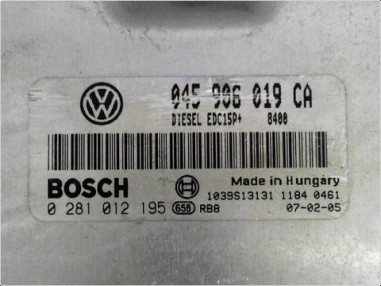 045 906 019 CA
DIESEL EDC15P+ 8400
BOSCH
Made in Hungary
1039S13131 1184 0461
0 281 012 195 658 RB8 07-02-05